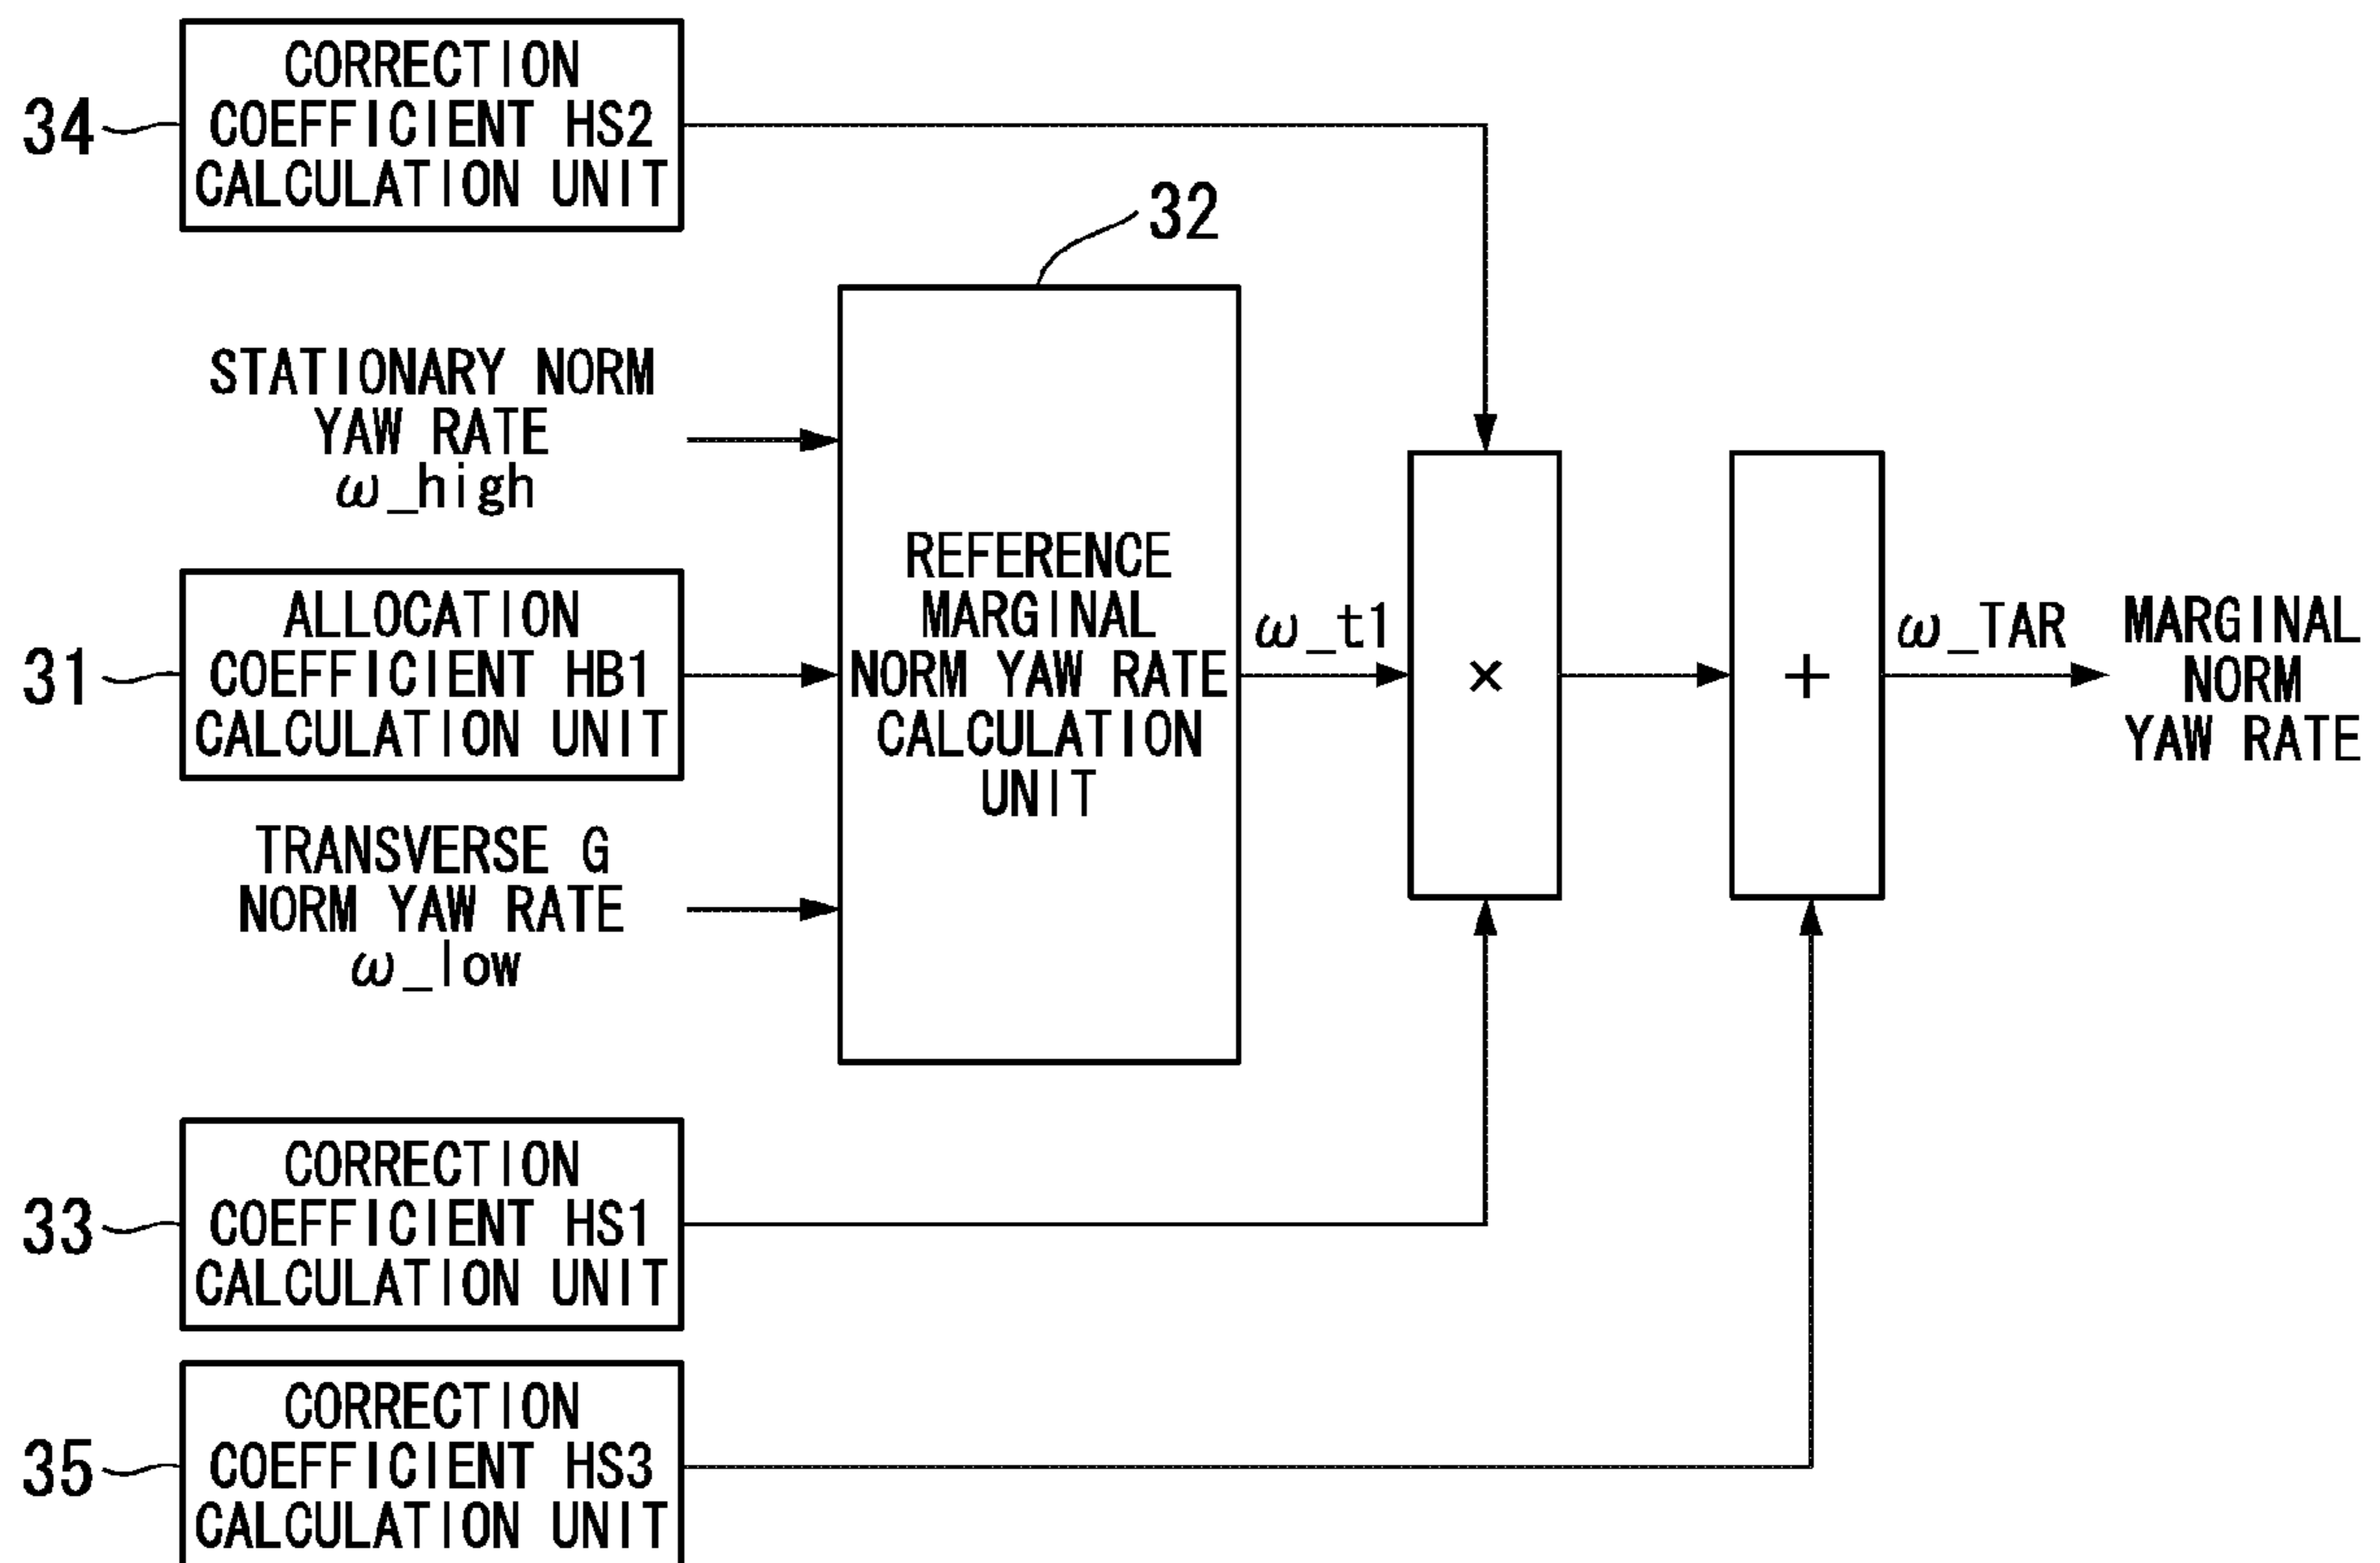 34
CORRECTION
COEFFICIENT HS2
CALCULATION UNIT
32
STATIONARY NORM
YAW RATE
ω_high
31
ALLOCATION
COEFFICIENT HB1
CALCULATION UNIT
TRANSVERSE G
NORM YAW RATE
ω_low
REFERENCE
MARGINAL
NORM YAW RATE
CALCULATION
UNIT
ω_t1
×
+
ω_TAR
MARGINAL
NORM
YAW RATE
33
CORRECTION
COEFFICIENT HS1
CALCULATION UNIT
35
CORRECTION
COEFFICIENT HS3
CALCULATION UNIT